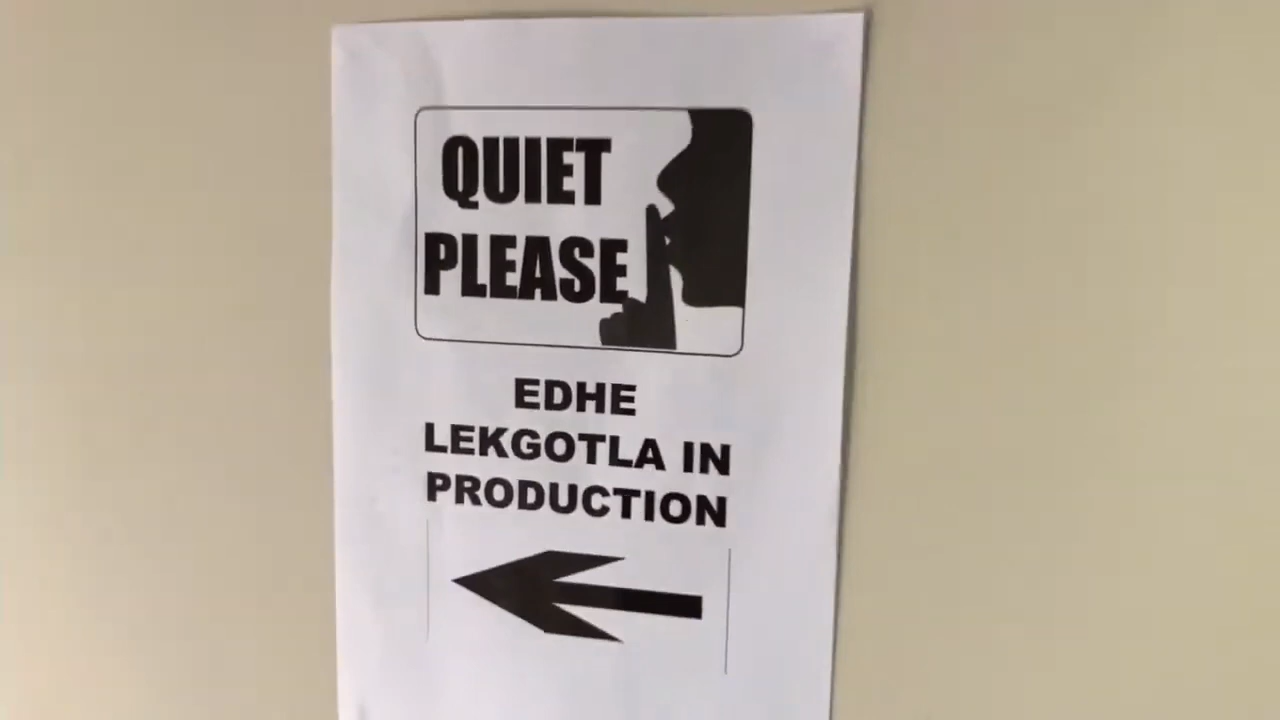 QUIET
PLEASE
EDHE
LEKGOTLA IN
PRODUCTION